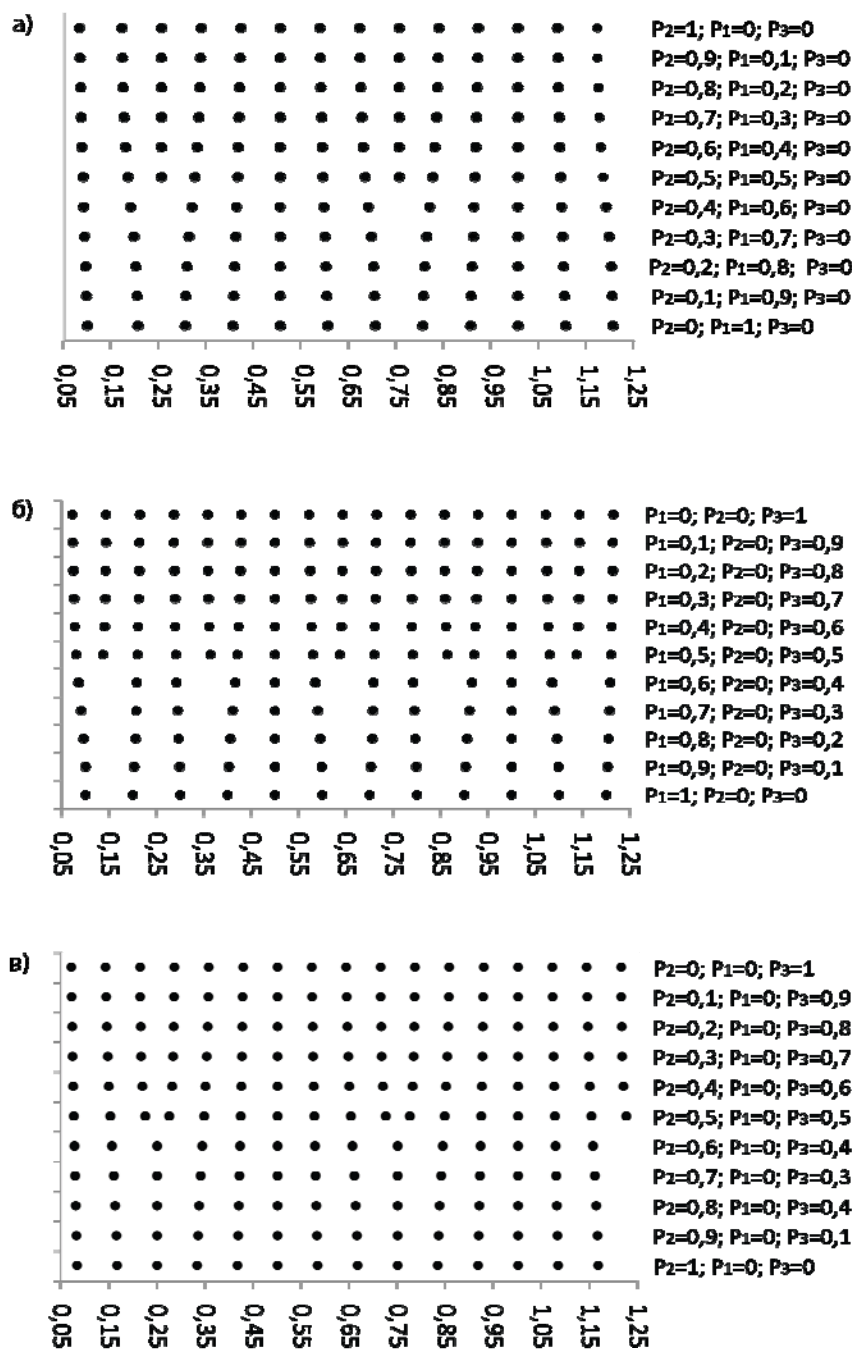 а)
P₂=1; P₁=0; P₃=0
P₂=0,9; P₁=0,1; P₃=0
P₂=0,8; P₁=0,2; P₃=0
P₂=0,7; P₁=0,3; P₃=0
P₂=0,6; P₁=0,4; P₃=0
P₂=0,5; P₁=0,5; P₃=0
P₂=0,4; P₁=0,6; P₃=0
P₂=0,3; P₁=0,7; P₃=0
P₂=0,2; P₁=0,8; P₃=0
P₂=0,1; P₁=0,9; P₃=0
P₂=0; P₁=1; P₃=0
0,05 0,15 0,25 0,35 0,45 0,55 0,65 0,75 0,85 0,95 1,05 1,15 1,25
б)
P₁=0; P₂=0; P₃=1
P₁=0,1; P₂=0; P₃=0,9
P₁=0,2; P₂=0; P₃=0,8
P₁=0,3; P₂=0; P₃=0,7
P₁=0,4; P₂=0; P₃=0,6
P₁=0,5; P₂=0; P₃=0,5
P₁=0,6; P₂=0; P₃=0,4
P₁=0,7; P₂=0; P₃=0,3
P₁=0,8; P₂=0; P₃=0,2
P₁=0,9; P₂=0; P₃=0,1
P₁=1; P₂=0; P₃=0
0,05 0,15 0,25 0,35 0,45 0,55 0,65 0,75 0,85 0,95 1,05 1,15 1,25
в)
P₂=0; P₁=0; P₃=1
P₂=0,1; P₁=0; P₃=0,9
P₂=0,2; P₁=0; P₃=0,8
P₂=0,3; P₁=0; P₃=0,7
P₂=0,4; P₁=0; P₃=0,6
P₂=0,5; P₁=0; P₃=0,5
P₂=0,6; P₁=0; P₃=0,4
P₂=0,7; P₁=0; P₃=0,3
P₂=0,8; P₁=0; P₃=0,4
P₂=0,9; P₁=0; P₃=0,1
P₂=1; P₁=0; P₃=0
0,05 0,15 0,25 0,35 0,45 0,55 0,65 0,75 0,85 0,95 1,05 1,15 1,25